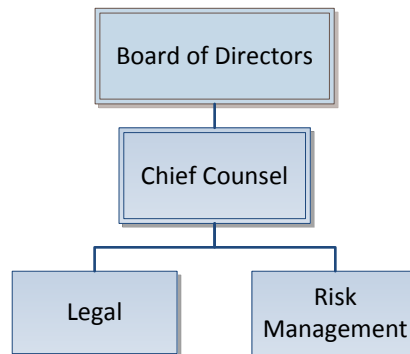 Board of Directors
Chief Counsel
Legal
Risk
Management